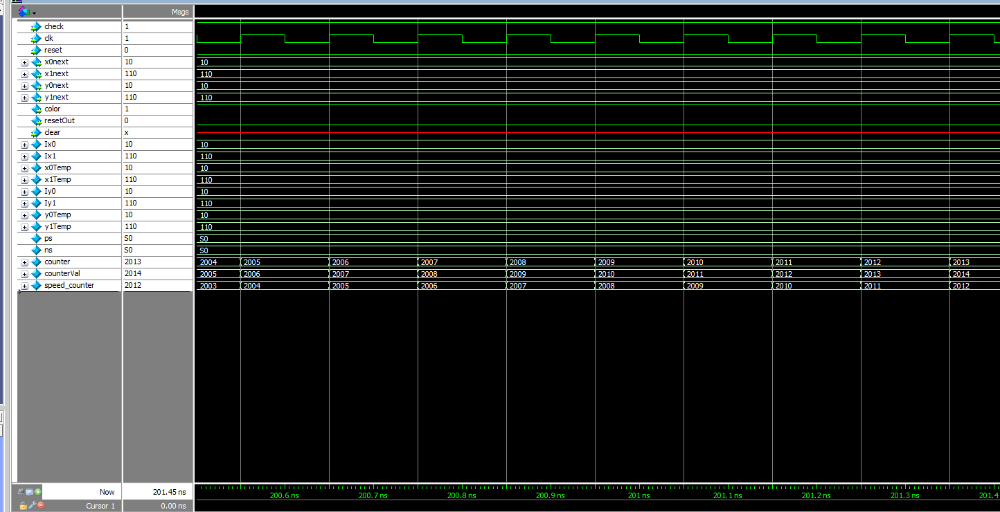 Msgs
check 1
clk 1
reset 0
x0next 10 10
x1next 110 110
y0next 10 10
y1next 110 110
color 1
resetOut 0
clear x
Ix0 10 10
Ix1 110 110
x0Temp 10 10
x1Temp 110 110
Iy0 10 10
Iy1 110 110
y0Temp 10 10
y1Temp 110 110
ps S0 S0
ns S0 S0
counter 2013 2004 2005 2006 2007 2008 2009 2010 2011 2012 2013
counterVal 2014 2005 2006 2007 2008 2009 2010 2011 2012 2013 2014
speed_counter 2012 2003 2004 2005 2006 2007 2008 2009 2010 2011 2012
Now 201.45 ns
200.6 ns 200.7 ns 200.8 ns 200.9 ns 201 ns 201.1 ns 201.2 ns 201.3 ns 201.4
Cursor 1 0.00 ns